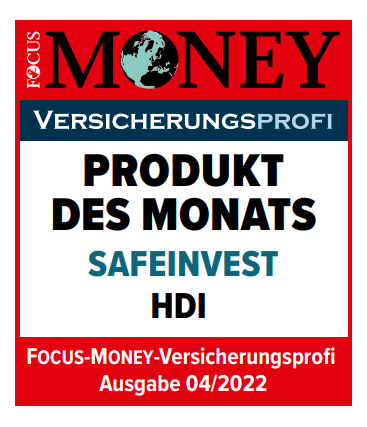 FOCUS MONEY
VERSICHERUNGSPROFI
PRODUKT
DES MONATS
SAFEINVEST
HDI
FOCUS-MONEY-Versicherungsprofi
Ausgabe 04/2022